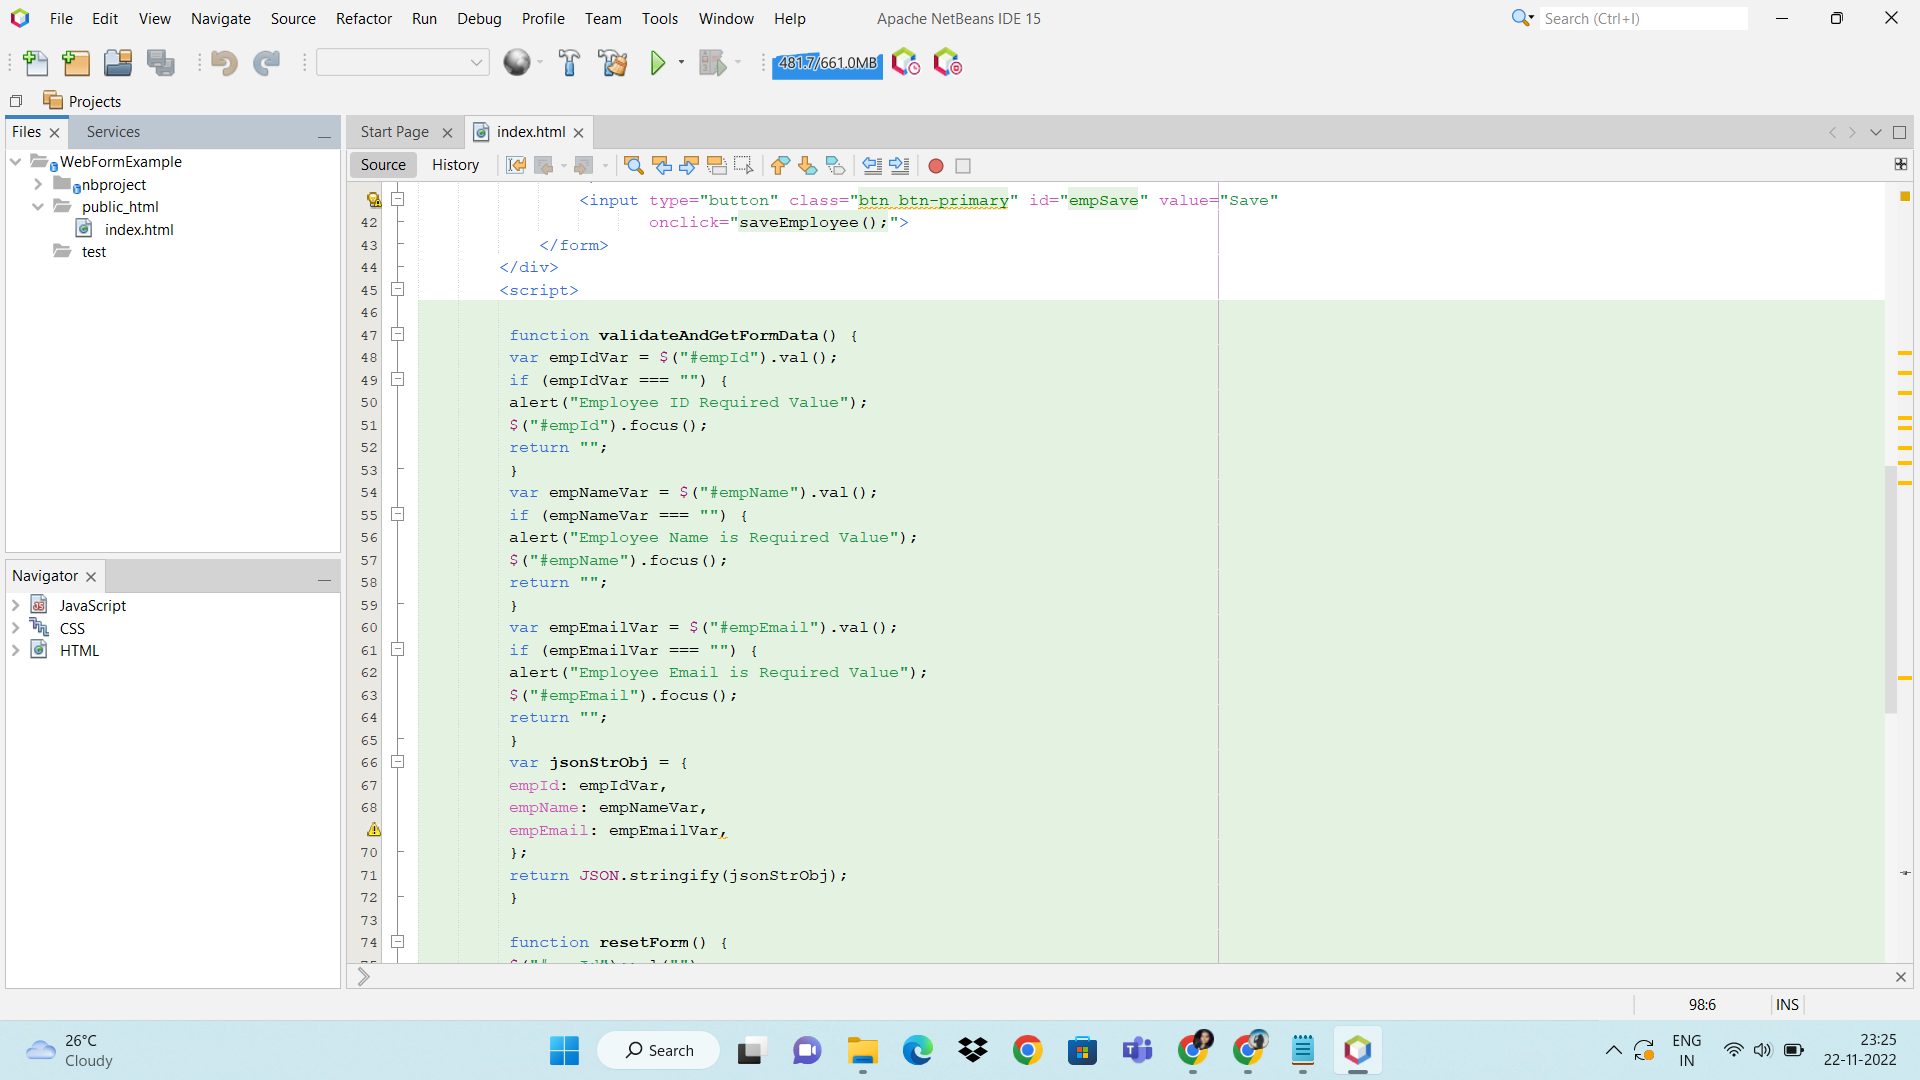 File Edit View Navigate Source Refactor Run Debug Profile Team Tools Window Help
Apache NetBeans IDE 15
Search (Ctrl+I)
481.7/661.0MB
Projects
Files
Services
WebFormExample
nbproject
public_html
index.html
test
Navigator
JavaScript
CSS
HTML
Start Page
index.html
Source
History
<input type="button" class="btn btn-primary" id="empSave" value="Save"
42 onclick="saveEmployee();">
43 </form>
44 </div>
45 <script>
46
47 function validateAndGetFormData() {
48 var empIdVar = $("#empId").val();
49 if (empIdVar === "") {
50 alert("Employee ID Required Value");
51 $("#empId").focus();
52 return "";
53 }
54 var empNameVar = $("#empName").val();
55 if (empNameVar === "") {
56 alert("Employee Name is Required Value");
57 $("#empName").focus();
58 return "";
59 }
60 var empEmailVar = $("#empEmail").val();
61 if (empEmailVar === "") {
62 alert("Employee Email is Required Value");
63 $("#empEmail").focus();
64 return "";
65 }
66 var jsonStrObj = {
67 empId: empIdVar,
68 empName: empNameVar,
empEmail: empEmailVar,
70 };
71 return JSON.stringify(jsonStrObj);
72 }
73
74 function resetForm() {
98:6
INS
26°C
Cloudy
Search
ENG
IN
23:25
22-11-2022